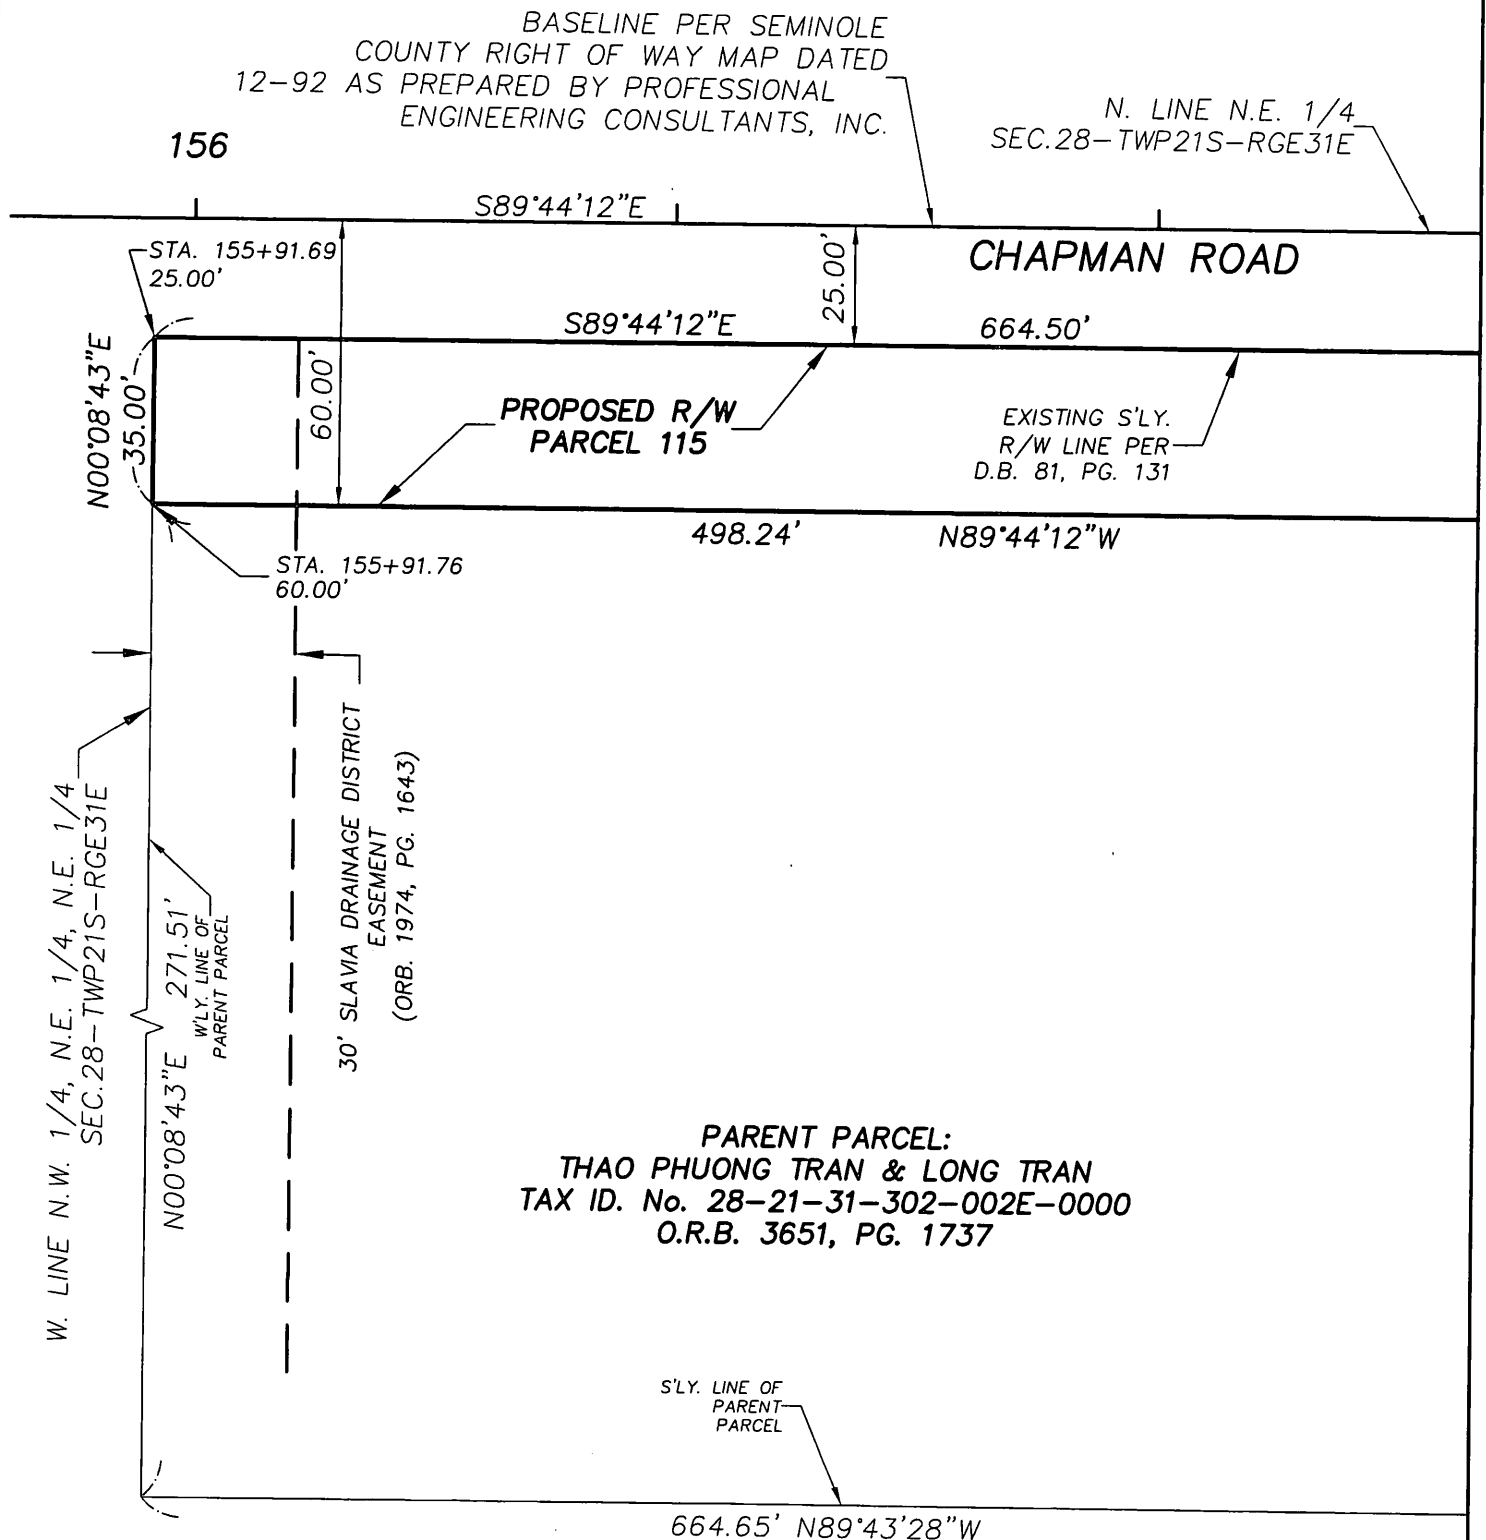 BASELINE PER SEMINOLE
COUNTY RIGHT OF WAY MAP DATED
12-92 AS PREPARED BY PROFESSIONAL
ENGINEERING CONSULTANTS, INC.
N. LINE N.E. 1/4
SEC.28-TWP21S-RGE31E
156
S89°44'12"E
STA. 155+91.69
25.00'
25.00'
CHAPMAN ROAD
S89°44'12"E
664.50'
N00°08'43"E
35.00'
60.00'
PROPOSED R/W
PARCEL 115
EXISTING S'LY.
R/W LINE PER
D.B. 81, PG. 131
498.24'
N89°44'12"W
STA. 155+91.76
60.00'
W. LINE N.W. 1/4, N.E. 1/4, N.E. 1/4
SEC.28-TWP21S-RGE31E
N00°08'43"E 271.51'
W'LY. LINE OF
PARENT PARCEL
30' SLAVIA DRAINAGE DISTRICT
EASEMENT
(ORB. 1974, PG. 1643)
PARENT PARCEL:
THAO PHUONG TRAN & LONG TRAN
TAX ID. No. 28-21-31-302-002E-0000
O.R.B. 3651, PG. 1737
S'LY. LINE OF
PARENT
PARCEL
664.65' N89°43'28"W